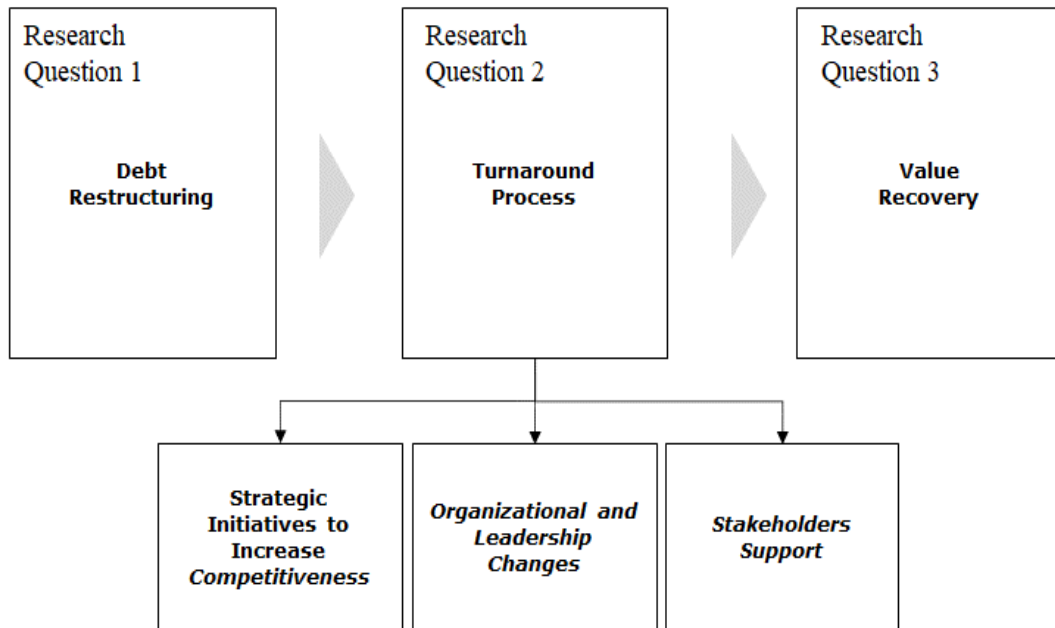 Research
Question 1
Debt
Restructuring
Research
Question 2
Turnaround
Process
Research
Question 3
Value
Recovery
Strategic
Initiatives to
Increase
Competitiveness
Organizational and
Leadership
Changes
Stakeholders
Support